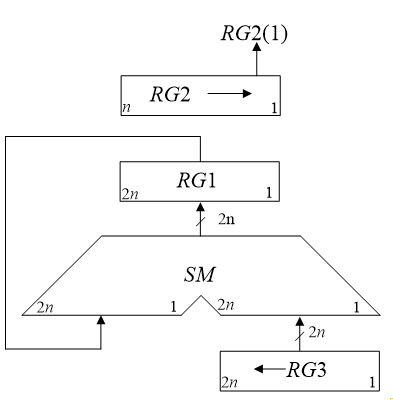 RG2(1)
n RG2 1
2n RG1 1
2n
SM
2n 1 2n 1
2n
2n RG3 1